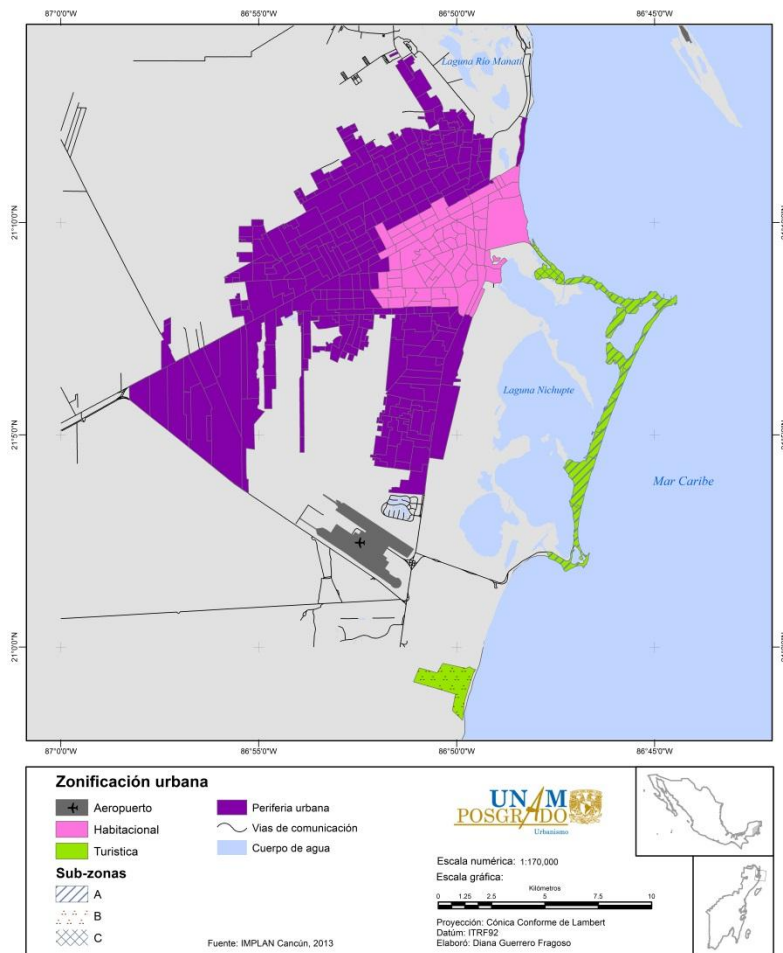 87°0'0"W 86°55'0"W 86°50'0"W 86°45'0"W
Laguna Río Manatí
21°10'0"N
Laguna Nichupte
21°5'0"N
Mar Caribe
21°0'0"N
87°0'0"W 86°55'0"W 86°50'0"W 86°45'0"W
Zonificación urbana
Aeropuerto
Habitacional
Turistica
Sub-zonas
A
B
C
Periferia urbana
Vias de comunicación
Cuerpo de agua
Fuente: IMPLAN Cancún, 2013
UNAM
POSGRADO
Urbanismo
Escala numérica: 1:170,000
Escala gráfica:
Kilómetros
0 1.25 2.5 5 7.5 10
Proyección: Cónica Conforme de Lambert
Datúm: ITRF92
Elaboró: Diana Guerrero Fragoso